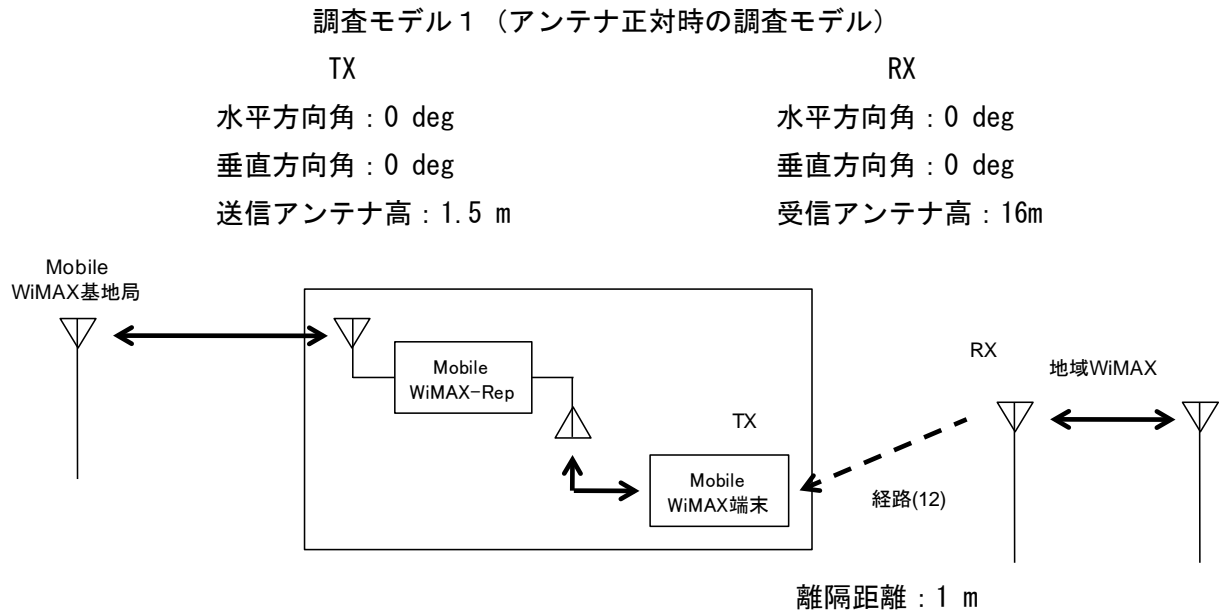 調査モデル１（アンテナ正対時の調査モデル）
TX
水平方向角：0 deg
垂直方向角：0 deg
送信アンテナ高：1.5 m
RX
水平方向角：0 deg
垂直方向角：0 deg
受信アンテナ高：16m
Mobile
WiMAX基地局
Mobile
WiMAX-Rep
TX
Mobile
WiMAX端末
RX
地域WiMAX
経路(12)
離隔距離：1 m